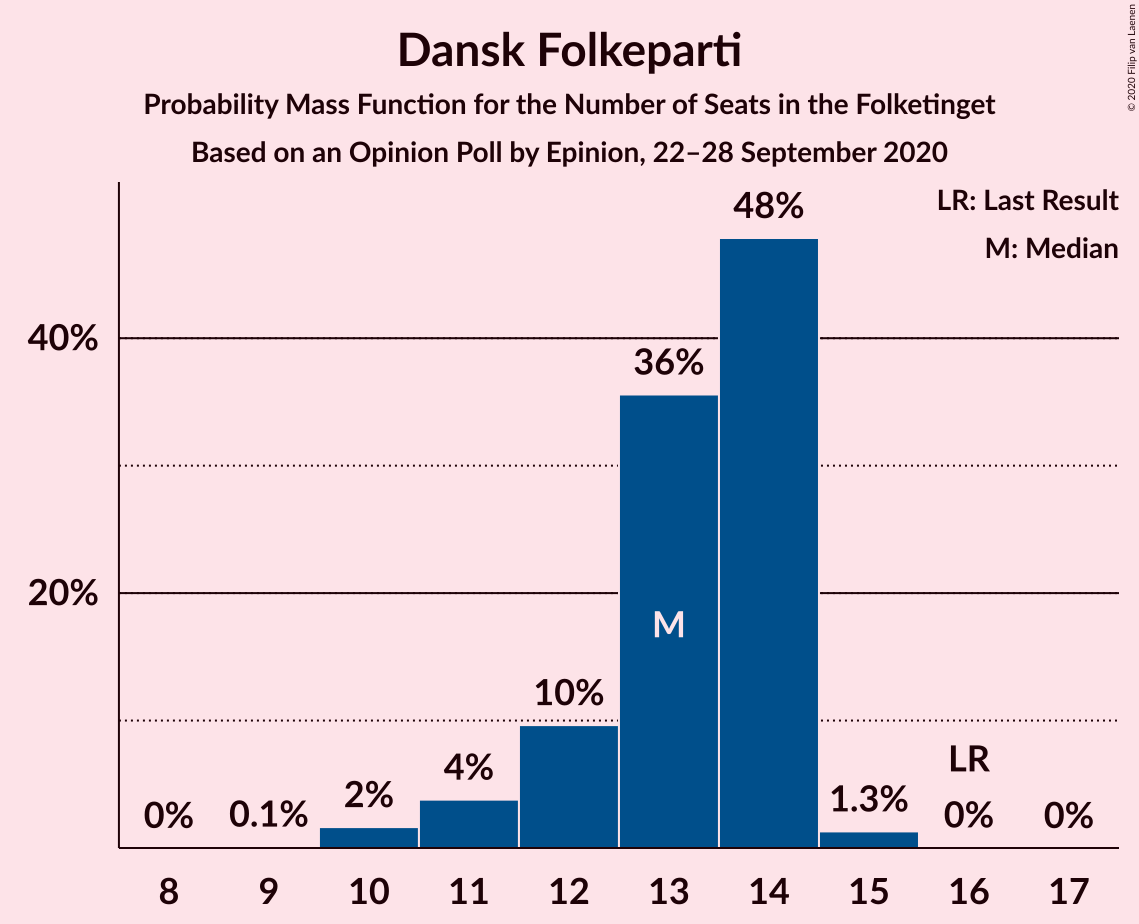 Dansk Folkeparti
Probability Mass Function for the Number of Seats in the Folketinget
Based on an Opinion Poll by Epinion, 22–28 September 2020
© 2020 Filip van Laenen
LR: Last Result
M: Median
40%
20%
0%
0.1%
2%
4%
10%
36%
M
48%
1.3%
LR
0%
0%
8 9 10 11 12 13 14 15 16 17